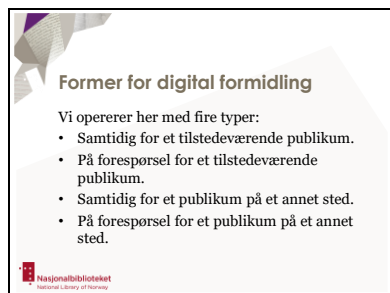 Former for digital formidling
Vi opererer her med fire typer:
• Samtidig for et tilstedeværende publikum.
• På forespørsel for et tilstedeværende
publikum.
• Samtidig for et publikum på et annet sted.
• På forespørsel for et publikum på et annet
sted.
Nasjonalbiblioteket
National Library of Norway